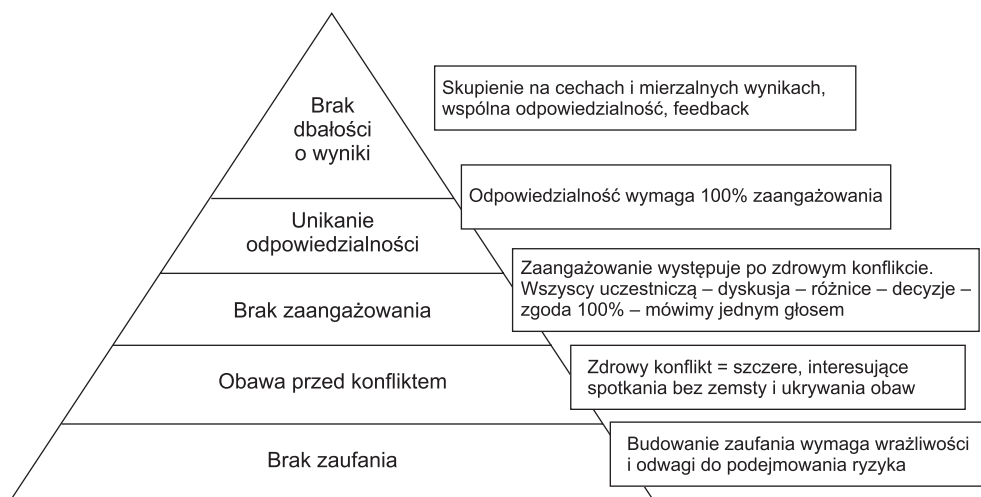 Brak
dbałości
o wyniki
Skupienie na cechach i mierzalnych wynikach,
wspólna odpowiedzialność, feedback
Unikanie
odpowiedzialności
Odpowiedzialność wymaga 100% zaangażowania
Brak zaangażowania
Zaangażowanie występuje po zdrowym konflikcie.
Wszyscy uczestniczą – dyskusja – różnice – decyzje –
zgoda 100% – mówimy jednym głosem
Obawa przed konfliktem
Zdrowy konflikt = szczere, interesujące
spotkania bez zemsty i ukrywania obaw
Brak zaufania
Budowanie zaufania wymaga wrażliwości
i odwagi do podejmowania ryzyka